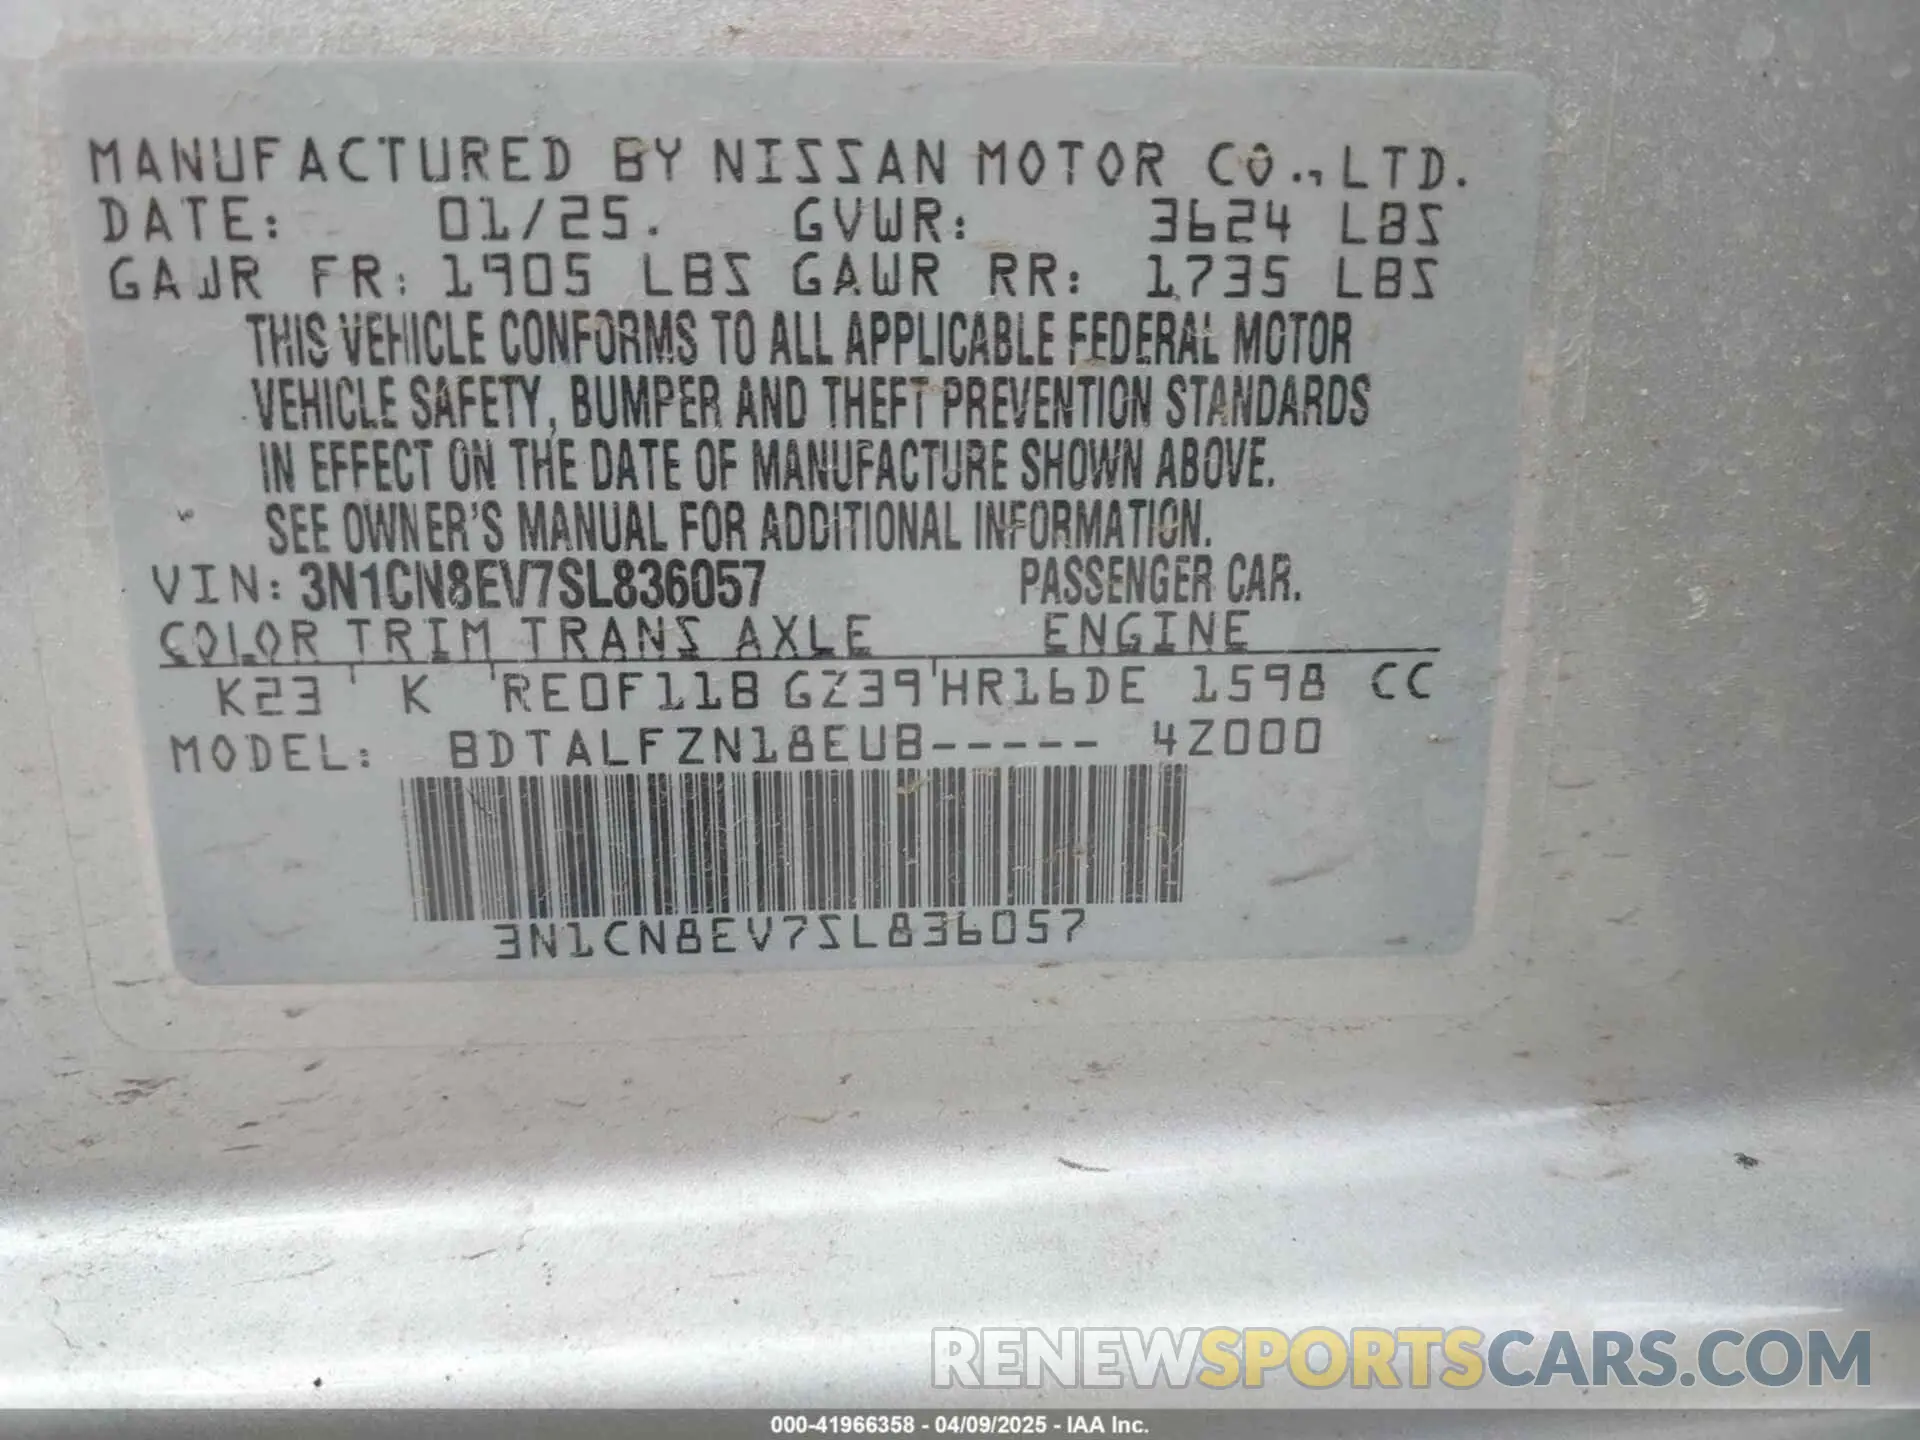 MANUFACTURED BY NISSAN MOTOR CO., LTD.
DATE: 01/25. GVWR: 3624 LBS
GAWR FR: 1905 LBS GAWR RR: 1735 LBS
THIS VEHICLE CONFORMS TO ALL APPLICABLE FEDERAL MOTOR
VEHICLE SAFETY, BUMPER AND THEFT PREVENTION STANDARDS
IN EFFECT ON THE DATE OF MANUFACTURE SHOWN ABOVE.
SEE OWNER'S MANUAL FOR ADDITIONAL INFORMATION.
VIN: 3N1CN8EV7SL836057 PASSENGER CAR.
COLOR TRIM TRANS AXLE ENGINE
K23 K RE0F11B GZ39 HR16DE 1598 CC
MODEL: BDTALFZN18EUB----- 4Z000
3N1CN8EV7SL836057
RENEWSPORTSCARS.COM
000-41966358 - 04/09/2025 - IAA Inc.